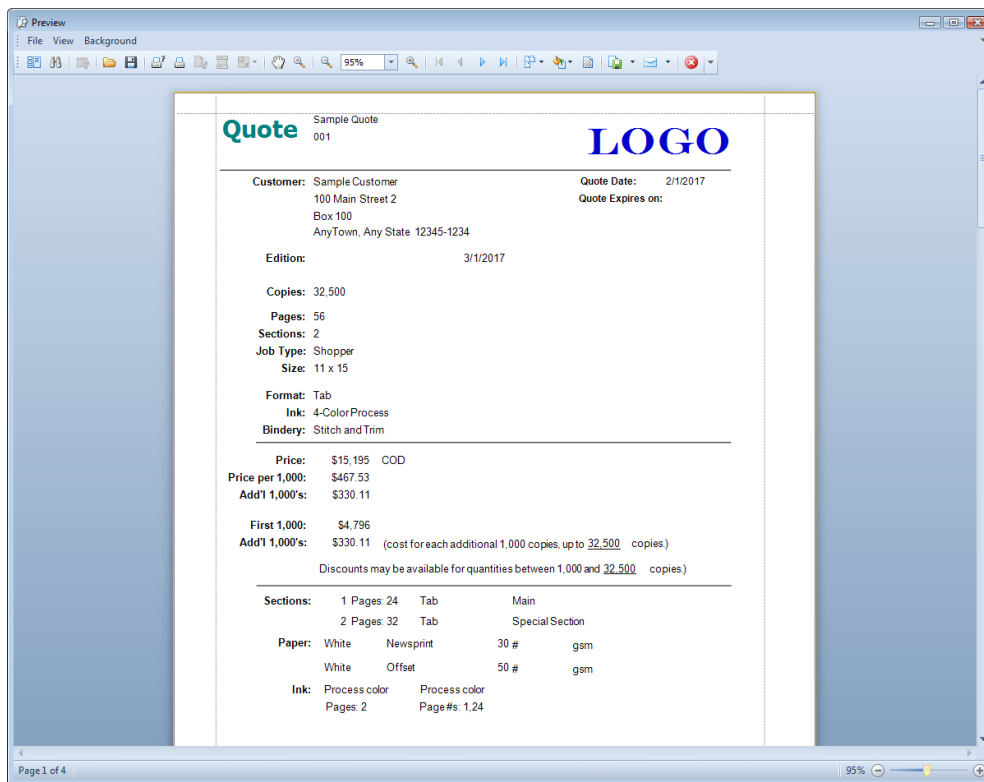 Preview
File View Background
95%
Quote
Sample Quote
001
LOGO
Customer: Sample Customer Quote Date: 2/1/2017
100 Main Street 2 Quote Expires on:
Box 100
AnyTown, Any State 12345-1234
Edition: 3/1/2017
Copies: 32,500
Pages: 56
Sections: 2
Job Type: Shopper
Size: 11 x 15
Format: Tab
Ink: 4-Color Process
Bindery: Stitch and Trim
Price: $15,195 COD
Price per 1,000: $467.53
Add'l 1,000's: $330.11
First 1,000: $4,796
Add'l 1,000's: $330.11 (cost for each additional 1,000 copies, up to 32,500 copies.)
Discounts may be available for quantities between 1,000 and 32,500 copies.)
Sections: 1 Pages: 24 Tab Main
2 Pages: 32 Tab Special Section
Paper: White Newsprint 30 # gsm
White Offset 50 # gsm
Ink: Process color Process color
Pages: 2 Page #s: 1,24
Page 1 of 4 95%